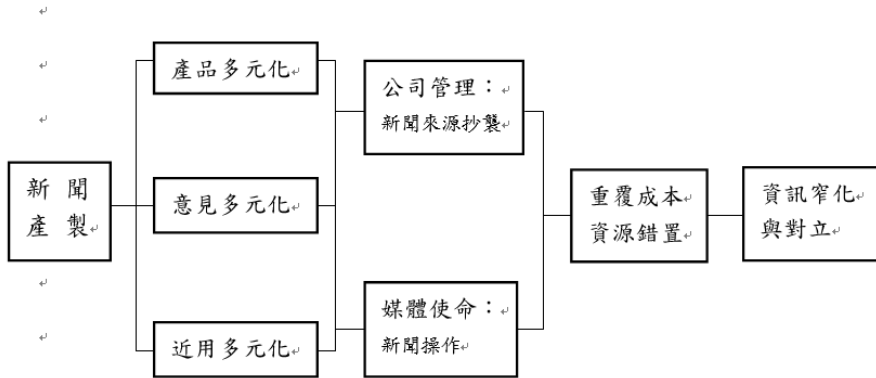 新聞
產製
產品多元化
意見多元化
近用多元化
公司管理：
新聞來源抄襲
媒體使命：
新聞操作
重覆成本
資源錯置
資訊窄化
與對立